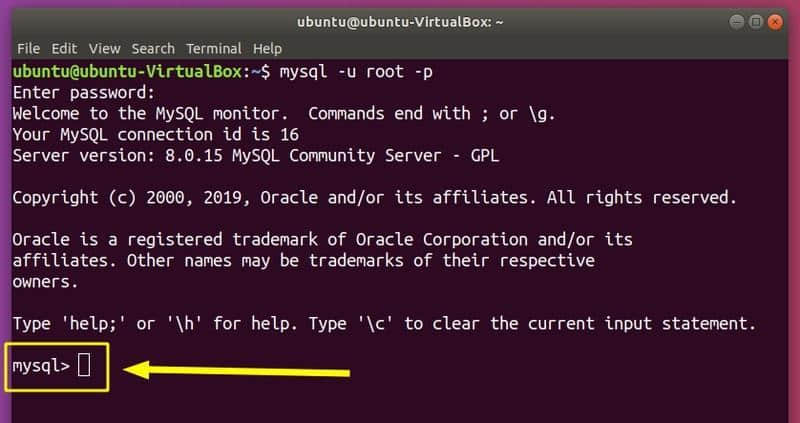 ubuntu@ubuntu-VirtualBox: ~
File Edit View Search Terminal Help
ubuntu@ubuntu-VirtualBox:~$ mysql -u root -p
Enter password:
Welcome to the MySQL monitor.  Commands end with ; or \g.
Your MySQL connection id is 16
Server version: 8.0.15 MySQL Community Server - GPL
Copyright (c) 2000, 2019, Oracle and/or its affiliates. All rights reserved.
Oracle is a registered trademark of Oracle Corporation and/or its
affiliates. Other names may be trademarks of their respective
owners.
Type 'help;' or '\h' for help. Type '\c' to clear the current input statement.
mysql>